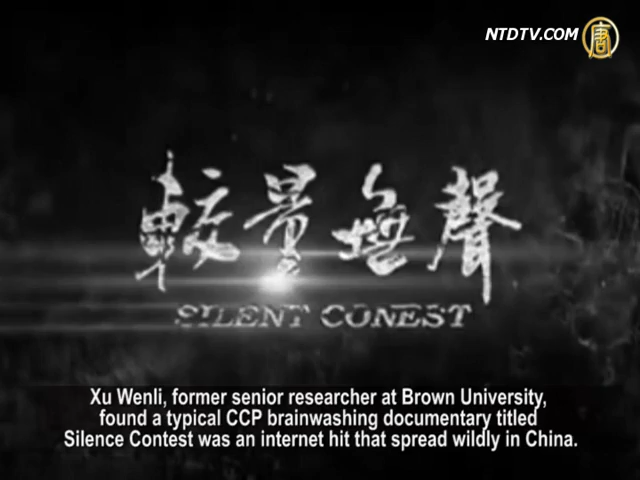 NTDTV.COM
唐
較量無聲
SILENT CONEST
Xu Wenli, former senior researcher at Brown University,
found a typical CCP brainwashing documentary titled
Silence Contest was an internet hit that spread wildly in China.